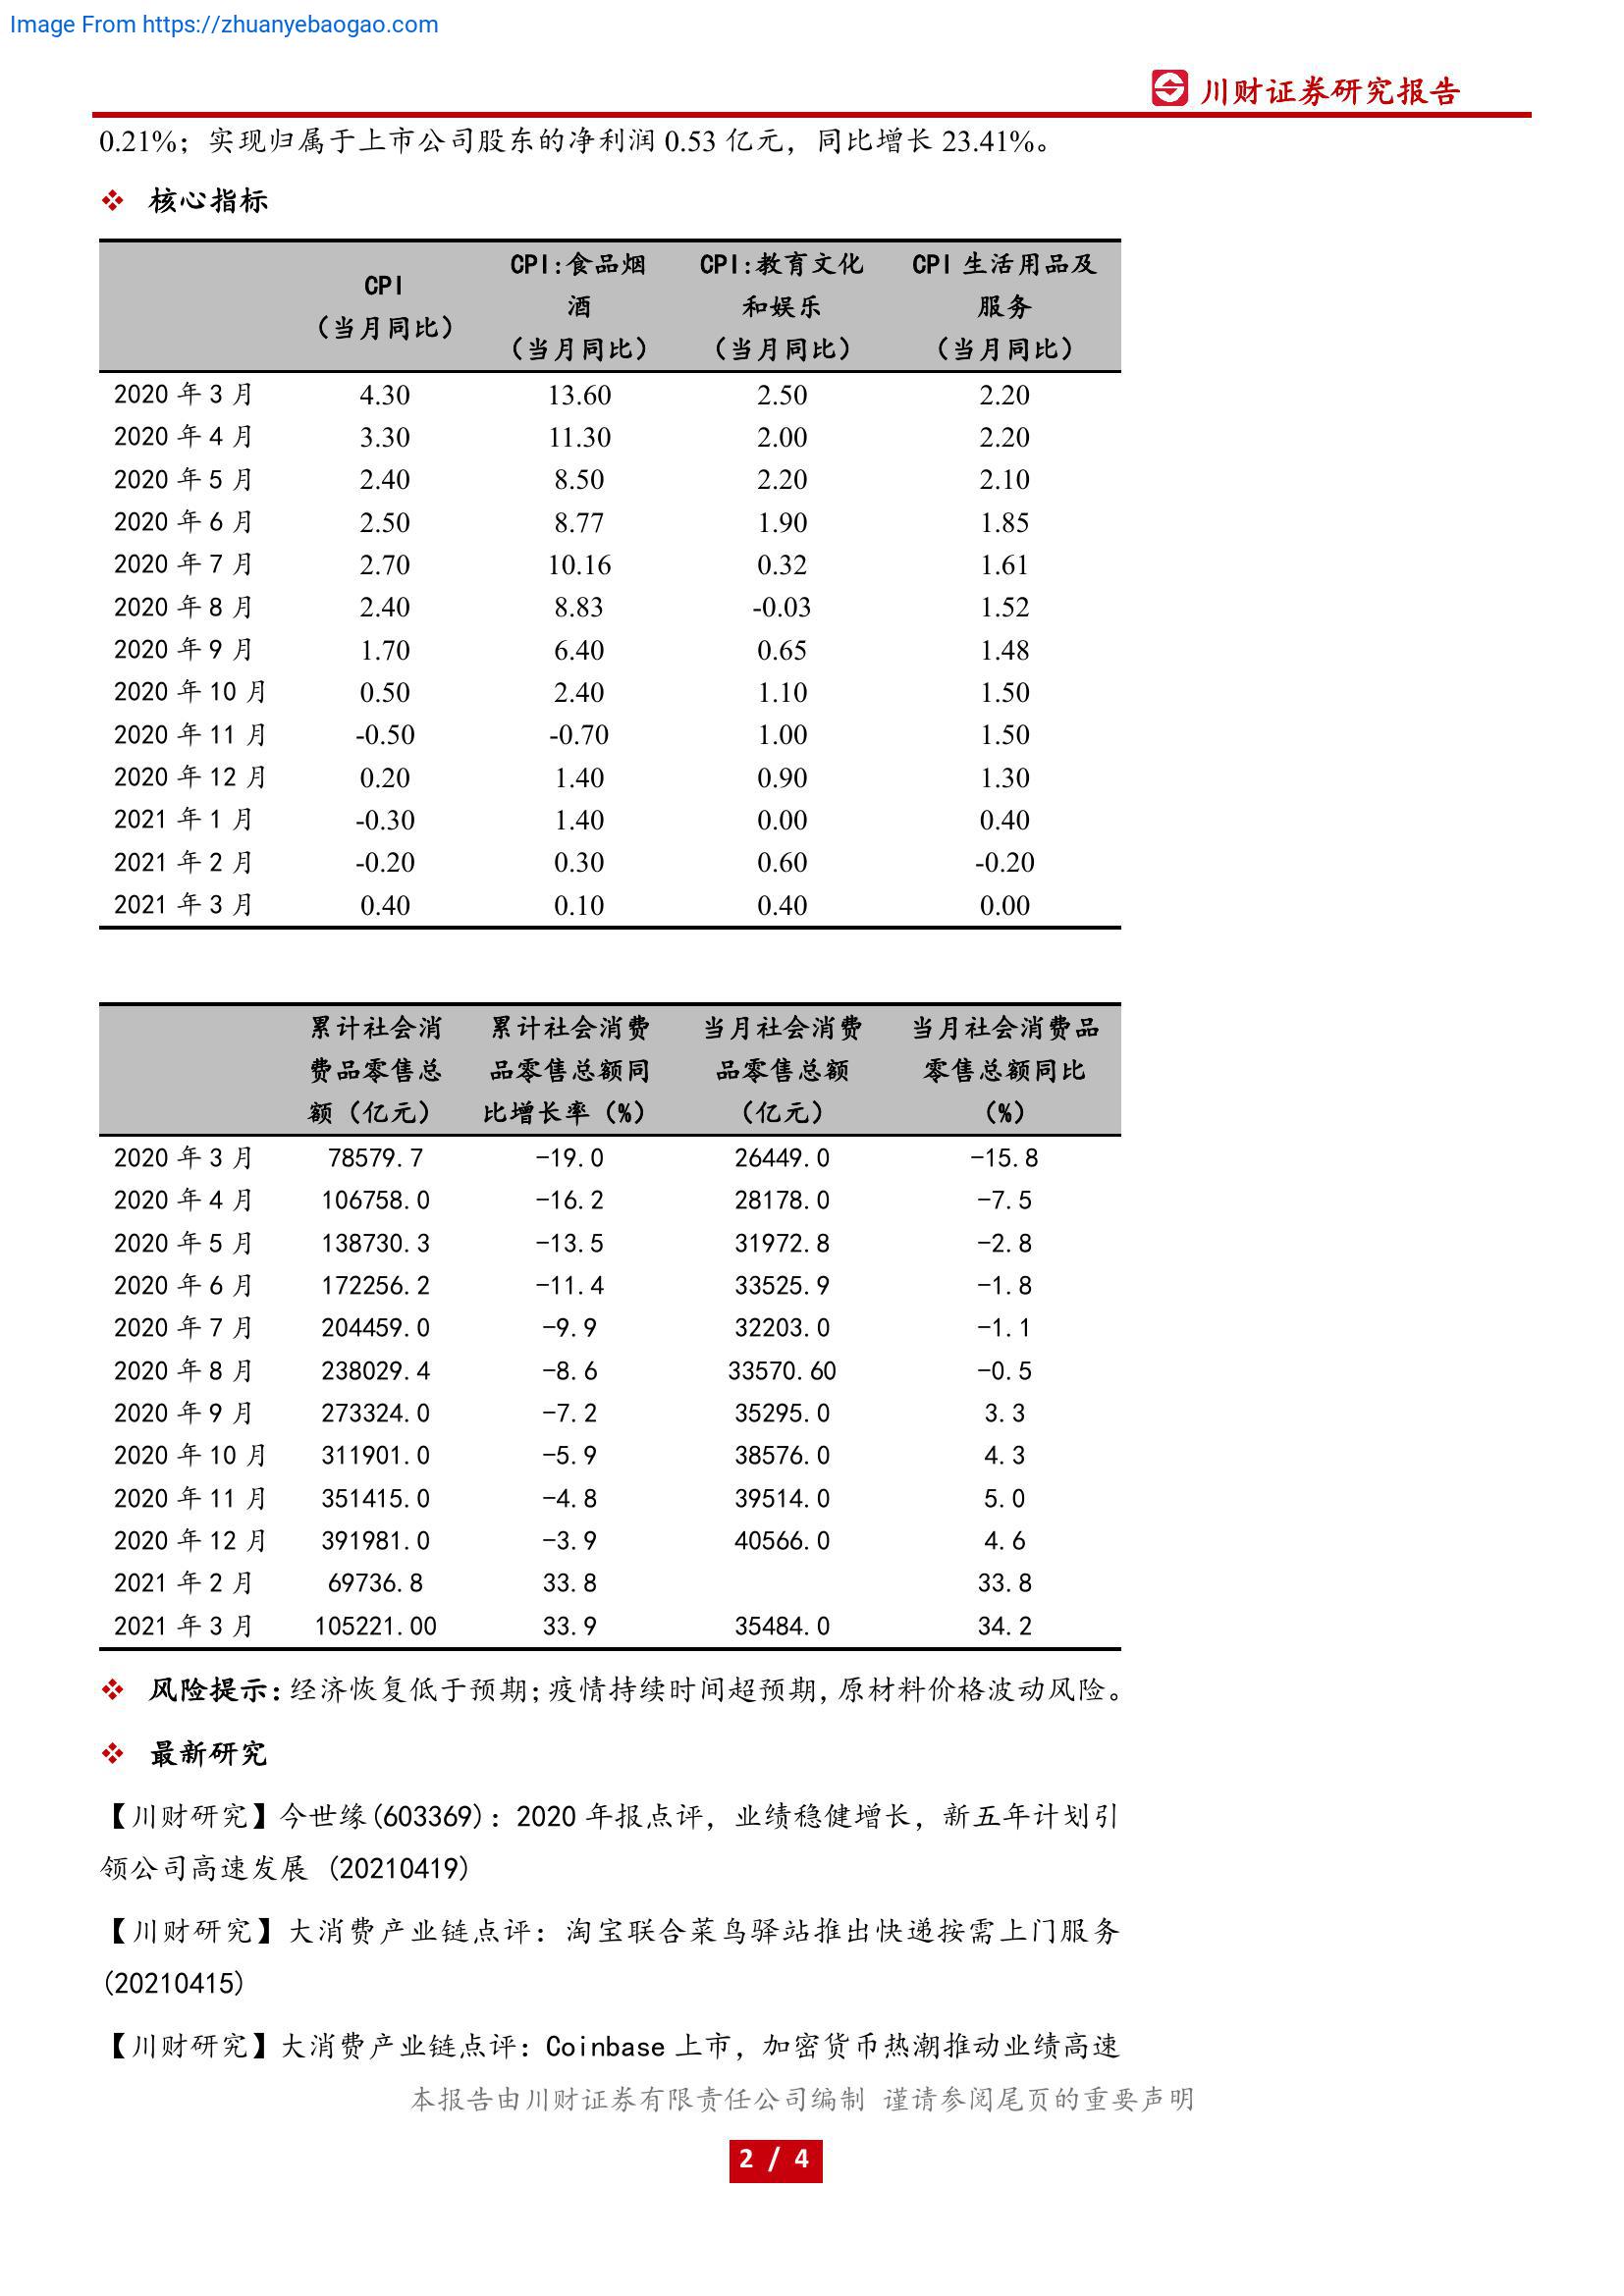 Image From https://zhuanyebaogao.com
川财证券研究报告
0.21%；实现归属于上市公司股东的净利润 0.53 亿元，同比增长 23.41%。
❖ 核心指标
CPI（当月同比） CPI:食品烟酒（当月同比） CPI:教育文化和娱乐（当月同比） CPI 生活用品及服务（当月同比）
2020 年 3 月 4.30 13.60 2.50 2.20
2020 年 4 月 3.30 11.30 2.00 2.20
2020 年 5 月 2.40 8.50 2.20 2.10
2020 年 6 月 2.50 8.77 1.90 1.85
2020 年 7 月 2.70 10.16 0.32 1.61
2020 年 8 月 2.40 8.83 -0.03 1.52
2020 年 9 月 1.70 6.40 0.65 1.48
2020 年 10 月 0.50 2.40 1.10 1.50
2020 年 11 月 -0.50 -0.70 1.00 1.50
2020 年 12 月 0.20 1.40 0.90 1.30
2021 年 1 月 -0.30 1.40 0.00 0.40
2021 年 2 月 -0.20 0.30 0.60 -0.20
2021 年 3 月 0.40 0.10 0.40 0.00
累计社会消费品零售总额（亿元） 累计社会消费品零售总额同比增长率（%） 当月社会消费品零售总额（亿元） 当月社会消费品零售总额同比（%）
2020 年 3 月 78579.7 -19.0 26449.0 -15.8
2020 年 4 月 106758.0 -16.2 28178.0 -7.5
2020 年 5 月 138730.3 -13.5 31972.8 -2.8
2020 年 6 月 172256.2 -11.4 33525.9 -1.8
2020 年 7 月 204459.0 -9.9 32203.0 -1.1
2020 年 8 月 238029.4 -8.6 33570.60 -0.5
2020 年 9 月 273324.0 -7.2 35295.0 3.3
2020 年 10 月 311901.0 -5.9 38576.0 4.3
2020 年 11 月 351415.0 -4.8 39514.0 5.0
2020 年 12 月 391981.0 -3.9 40566.0 4.6
2021 年 2 月 69736.8 33.8 33.8
2021 年 3 月 105221.00 33.9 35484.0 34.2
❖ 风险提示：经济恢复低于预期；疫情持续时间超预期，原材料价格波动风险。
❖ 最新研究
【川财研究】今世缘(603369)：2020 年报点评，业绩稳健增长，新五年计划引
领公司高速发展 (20210419)
【川财研究】大消费产业链点评：淘宝联合菜鸟驿站推出快递按需上门服务
(20210415)
【川财研究】大消费产业链点评：Coinbase 上市，加密货币热潮推动业绩高速
本报告由川财证券有限责任公司编制 谨请参阅尾页的重要声明
2 / 4